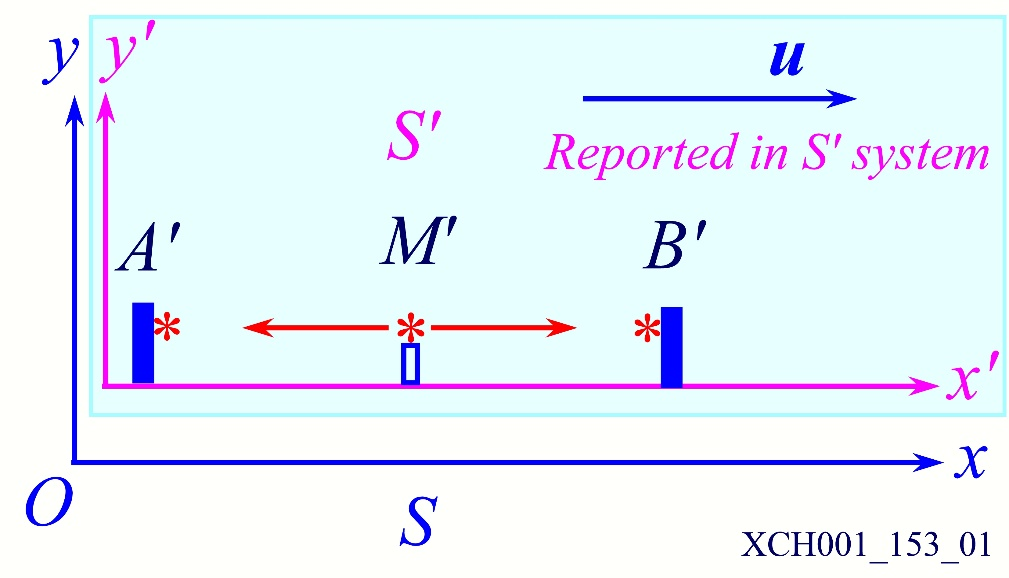 y y′ u
S′
Reported in S′ system
A′ M′ B′
* * *
x′
x
O
S
XCH001_153_01